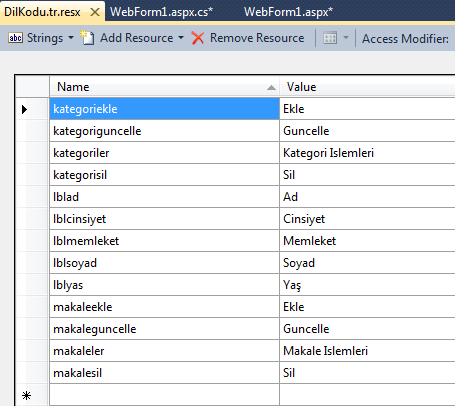 DilKodu.tr.resx WebForm1.aspx.cs* WebForm1.aspx*
abc Strings Add Resource Remove Resource Access Modifier:
Name Value
kategoriekle Ekle
kategoriguncelle Guncelle
kategoriler Kategori Islemleri
kategorisil Sil
lblad Ad
lblcinsiyet Cinsiyet
lblmemleket Memleket
lblsoyad Soyad
lblyas Yaş
makaleekle Ekle
makaleguncelle Guncelle
makaleler Makale Islemleri
makalesil Sil